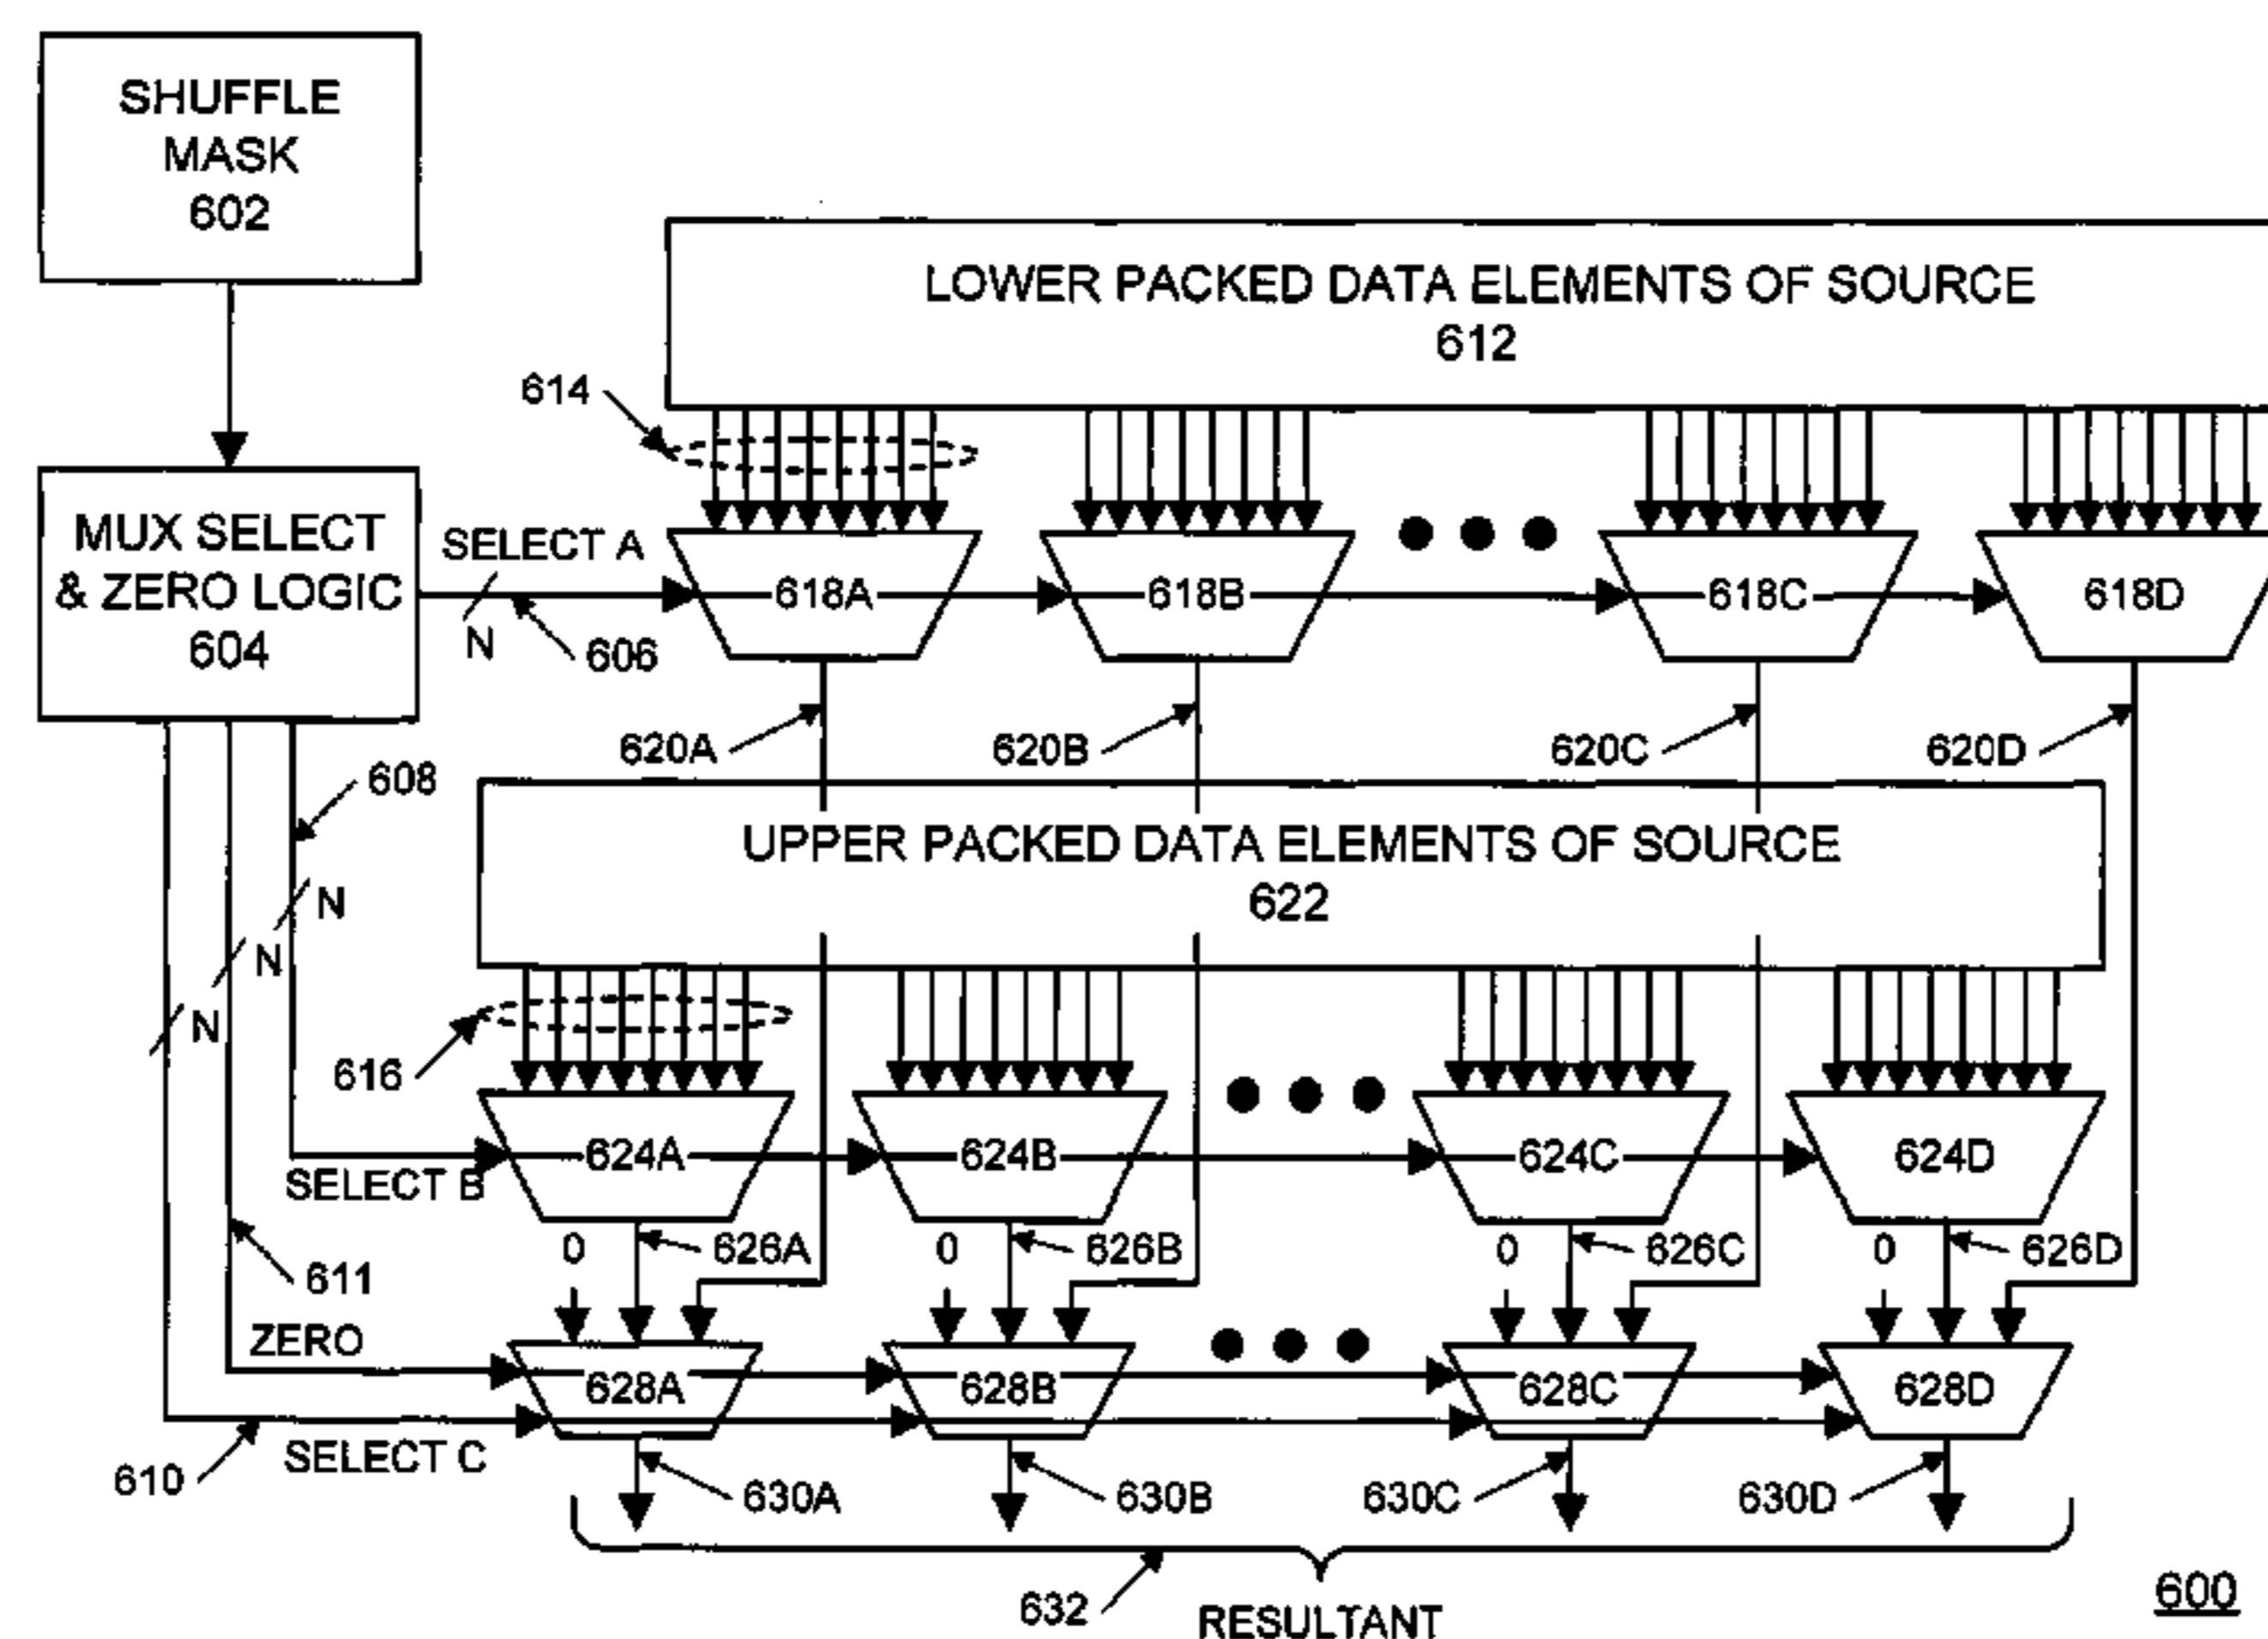 SHUFFLE
MASK
602
LOWER PACKED DATA ELEMENTS OF SOURCE
612
614
MUX SELECT
& ZERO LOGIC
604
SELECT A
N
606
618A
618B
618C
618D
620A
620B
620C
620D
608
UPPER PACKED DATA ELEMENTS OF SOURCE
622
N
N
N
616
624A
624B
624C
624D
SELECT B
0
626A
0
626B
0
626C
0
626D
611
ZERO
628A
628B
628C
628D
610
SELECT C
630A
630B
630C
630D
632
RESULTANT
600